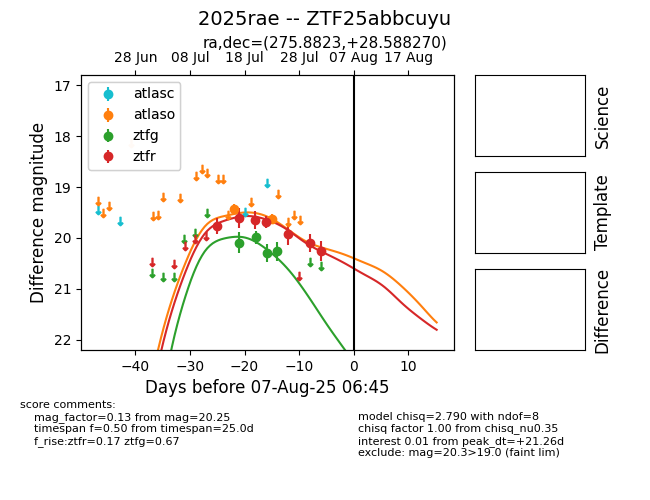 2025rae -- ZTF25abbcuyu
ra,dec=(275.8823,+28.588270)
28 Jun 08 Jul 18 Jul 28 Jul 07 Aug 17 Aug
17
18
19
20
21
22
Difference magnitude
atlasc
atlaso
ztfg
ztfr
−40 −30 −20 −10 0 10
Days before 07-Aug-25 06:45
Science
Template
Difference
score comments:
mag_factor=0.13 from mag=20.25
timespan f=0.50 from timespan=25.0d
f_rise:ztfr=0.17 ztfg=0.67
model chisq=2.790 with ndof=8
chisq factor 1.00 from chisq_nu0.35
interest 0.01 from peak_dt=+21.26d
exclude: mag=20.3>19.0 (faint lim)